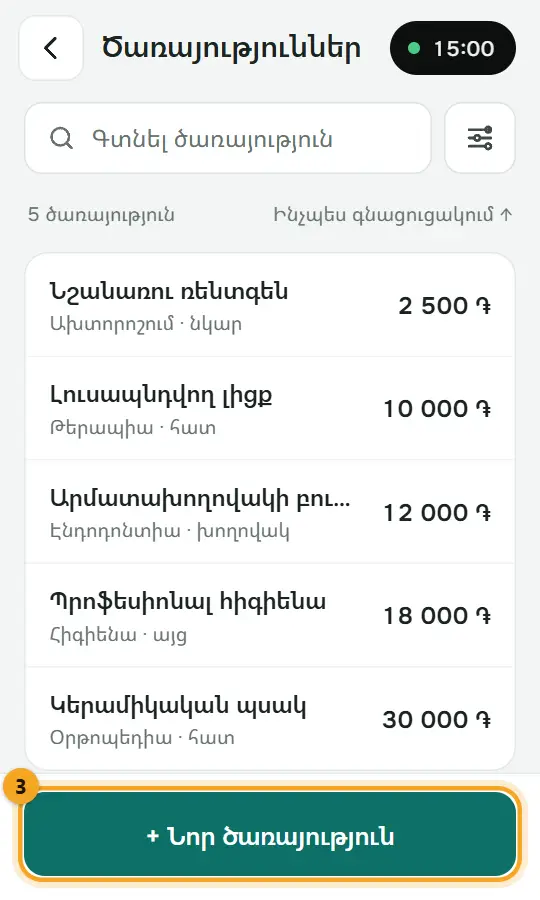 Ծառայություններ
15:00
Գտնել ծառայություն
5 ծառայություն
Ինչպես գնացուցակում ↑
Նշանառու ռենտգեն
2 500 ֏
Ախտորոշում · նկար
Լուսապնդվող լիցք
10 000 ֏
Թերապիա · հատ
Արմատախողովակի բու...
12 000 ֏
Էնդոդոնտիա · խողովակ
Պրոֆեսիոնալ հիգիենա
18 000 ֏
Հիգիենա · այց
Կերամիկական պսակ
30 000 ֏
Օրթոպեդիա · հատ
3
+ Նոր ծառայություն